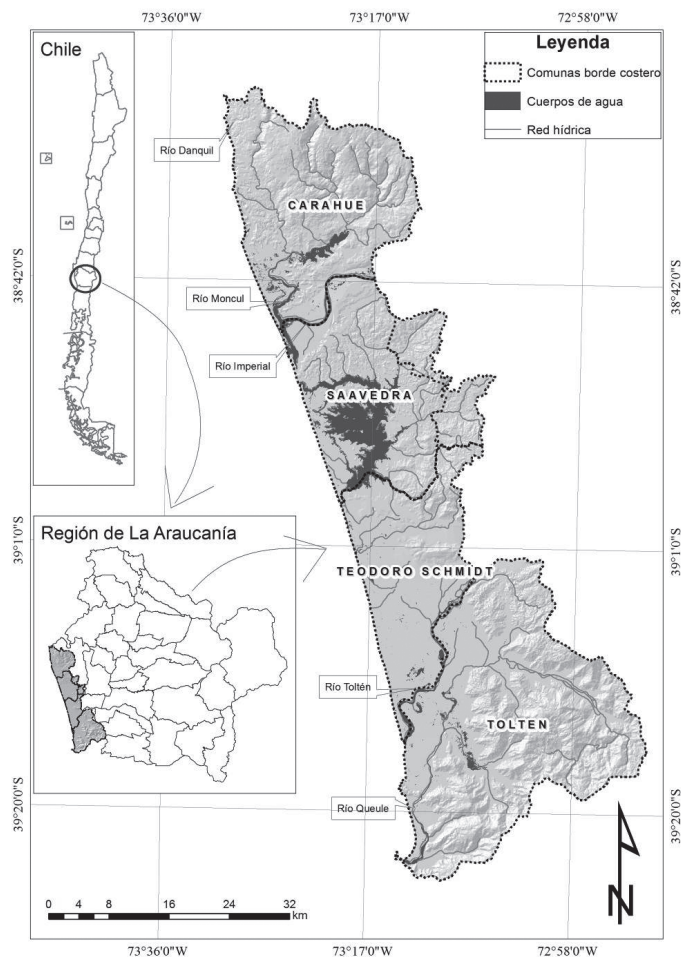 73°36'0"W
73°17'0"W
72°58'0"W
Chile
Leyenda
Comunas borde costero
Cuerpos de agua
Red hídrica
Río Danquil
CARAHUE
38°42'0"S
38°42'0"S
Río Moncul
Río Imperial
SAAVEDRA
Región de La Araucanía
39°1'0"S
39°1'0"S
TEODORO SCHMIDT
Río Toltén
TOLTEN
39°20'0"S
39°20'0"S
Río Queule
N
0 4 8 16 24 32
km
73°36'0"W
73°17'0"W
72°58'0"W